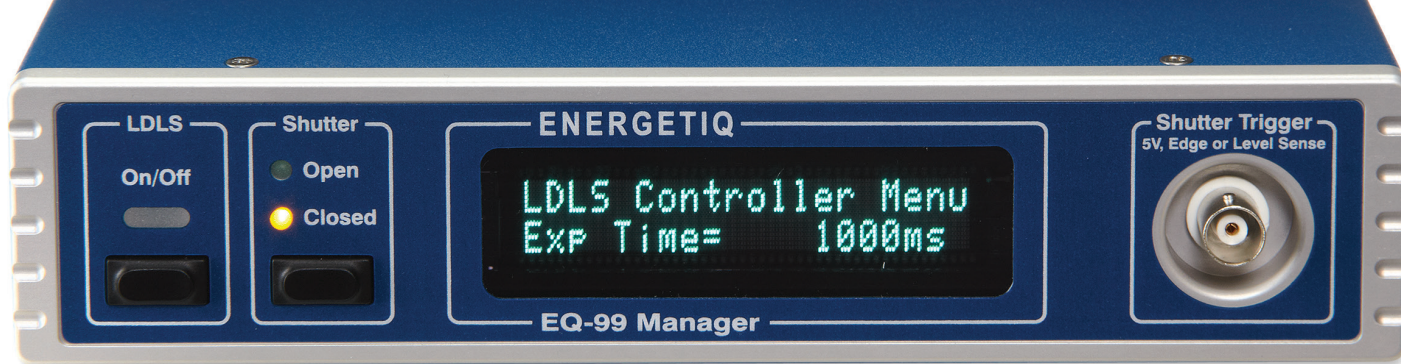 LDLS
On/Off
Shutter
Open
Closed
ENERGETIQ
LDLS Controller Menu
Exp Time= 1000ms
EQ-99 Manager
Shutter Trigger
5V, Edge or Level Sense